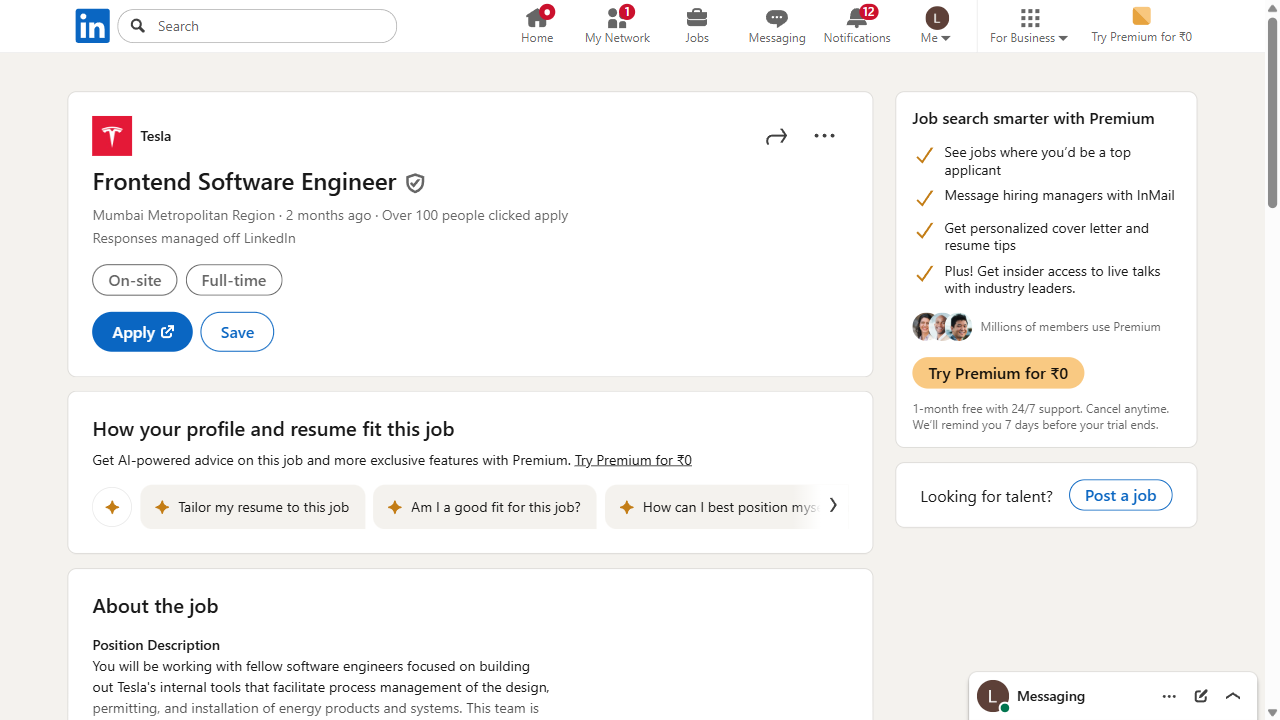 in
Search
Home
1
My Network
Jobs
Messaging
12
Notifications
L
Me
For Business
Try Premium for ₹0
Tesla
Frontend Software Engineer
Mumbai Metropolitan Region · 2 months ago · Over 100 people clicked apply
Responses managed off LinkedIn
On-site
Full-time
Apply
Save
How your profile and resume fit this job
Get AI-powered advice on this job and more exclusive features with Premium. Try Premium for ₹0
Tailor my resume to this job
Am I a good fit for this job?
How can I best position mys
About the job
Position Description
You will be working with fellow software engineers focused on building
out Tesla's internal tools that facilitate process management of the design,
permitting, and installation of energy products and systems. This team is
Job search smarter with Premium
See jobs where you'd be a top
applicant
Message hiring managers with InMail
Get personalized cover letter and
resume tips
Plus! Get insider access to live talks
with industry leaders.
Millions of members use Premium
Try Premium for ₹0
1-month free with 24/7 support. Cancel anytime.
We'll remind you 7 days before your trial ends.
Looking for talent?
Post a job
L
Messaging